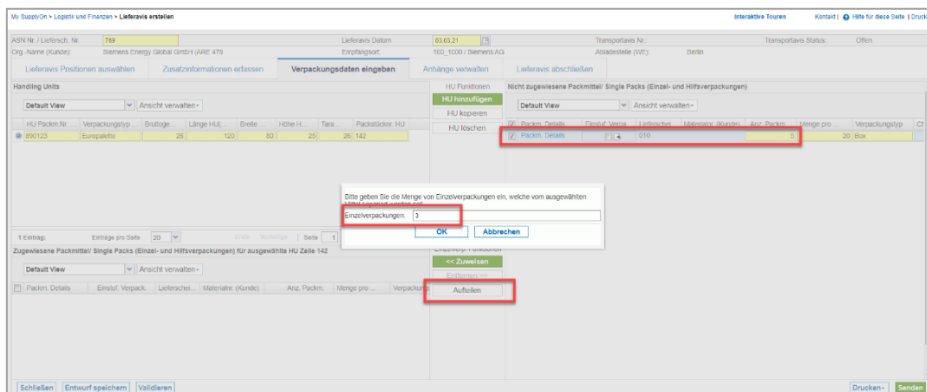 My SupplyOn > Logistik und Finanzen > Lieferavis erstellen
Interaktive Touren Kontakt | Hilfe für diese Seite | Druck
ASN Nr. / Liefersch. Nr. 789 Lieferavis Datum 03.03.21 Transportavis Nr.: Transportavis Status: Offen
Org.-Name (Kunde): Siemens Energy Global GmbH (ARE 479 Empfangsort: 100_1000 / Siemens AG Abladestelle (WE): Berlin
Lieferavis Positionen auswählen Zusatzinformationen erfassen Verpackungsdaten eingeben Anhänge verwalten Lieferavis abschließen
Handling Units HU Funktionen Nicht zugewiesene Packmittel/ Single Packs (Einzel- und Hilfsverpackungen)
Default View Ansicht verwalten HU hinzufügen Default View Ansicht verwalten
HU kopieren
HU löschen
HU Packm.Nr. Verpackungstyp... Bruttoge... Länge HU(... Breite... Höhe H... Tara... Packstücknr. HU Packm. Details Einstuf. Verpa... Lieferschei... Materialnr. (Kunde) Anz. Packm. Menge pro ... Verpackungstyp
890123 Europalette 25 120 80 25 25 142 Packm. Details 010 5 20 Box
Bitte geben Sie die Menge von Einzelverpackungen ein, welche vom ausgewählten
Einzelverpackungen: 3
OK Abbrechen
1 Eintrag: Einträge pro Seite 20 Seite 1
Zugewiesene Packmittel/ Single Packs (Einzel- und Hilfsverpackungen) für ausgewählte HU Zeile 142 Einzelverp. Funktionen
Default View Ansicht verwalten << Zuweisen
Entfernen >>
Packm. Details Einstuf. Verpack. Lieferschei... Materialnr. (Kunde) Anz. Packm. Menge pro ... Verpackung Aufteilen
Schließen Entwurf speichern Validieren Drucken Senden